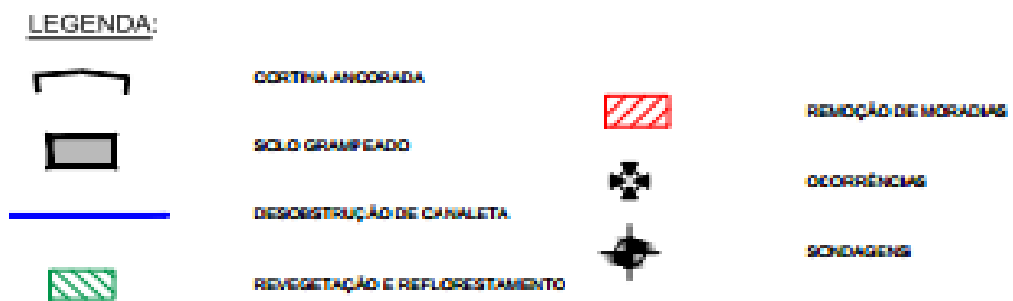 LEGENDA:
CORTINA ANCORADA
SOLO GRAMPEADO
DESOBSTRUÇÃO DE CANALETA
REVEGETAÇÃO E REFLORESTAMENTO
REMOÇÃO DE MORADIAS
OCORRÊNCIAS
SONDAGENS